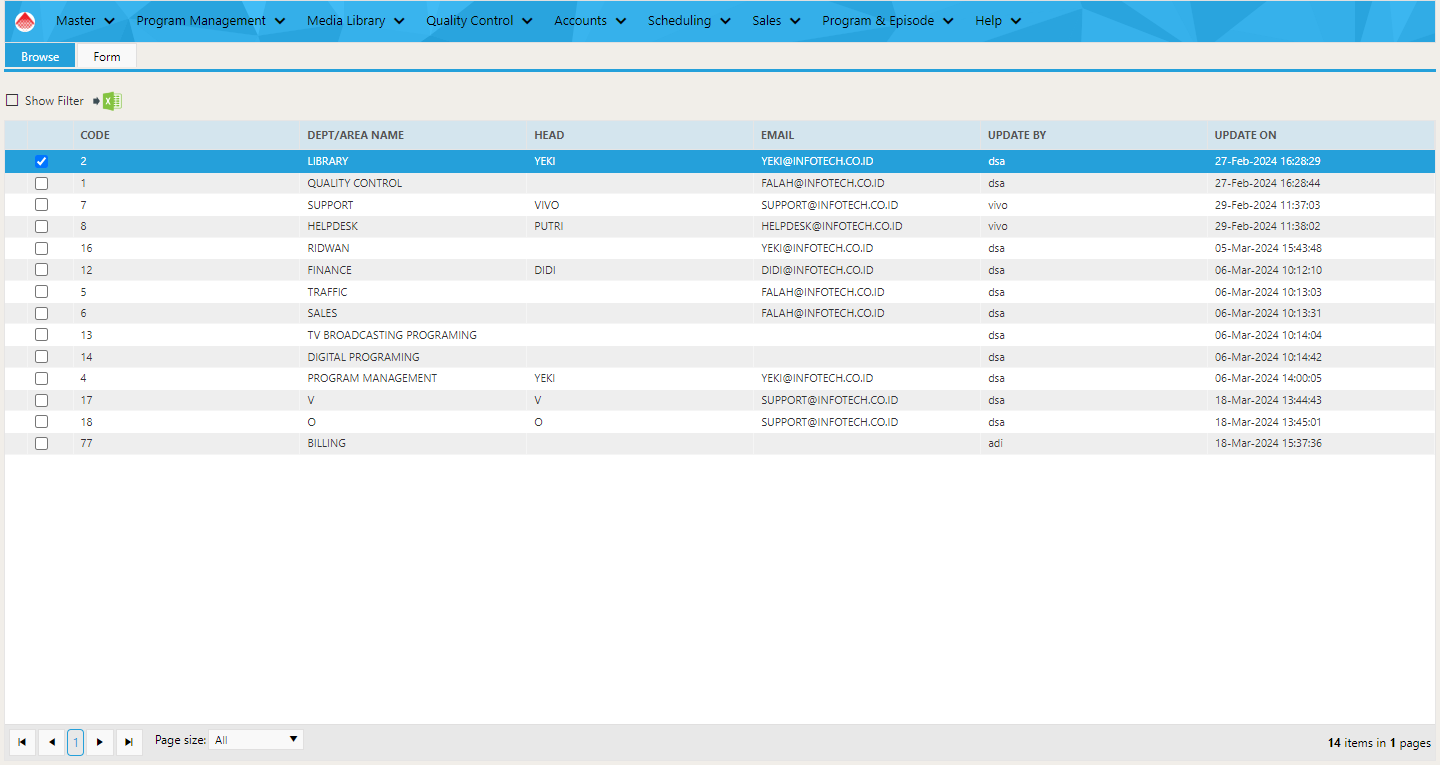 Master Program Management Media Library Quality Control Accounts Scheduling Sales Program & Episode Help
Browse Form
Show Filter
CODE DEPT/AREA NAME HEAD EMAIL UPDATE BY UPDATE ON
2 LIBRARY YEKI YEKI@INFOTECH.CO.ID dsa 27-Feb-2024 16:28:29
1 QUALITY CONTROL FALAH@INFOTECH.CO.ID dsa 27-Feb-2024 16:28:44
7 SUPPORT VIVO SUPPORT@INFOTECH.CO.ID vivo 29-Feb-2024 11:37:03
8 HELPDESK PUTRI HELPDESK@INFOTECH.CO.ID vivo 29-Feb-2024 11:38:02
16 RIDWAN YEKI@INFOTECH.CO.ID dsa 05-Mar-2024 15:43:48
12 FINANCE DIDI DIDI@INFOTECH.CO.ID dsa 06-Mar-2024 10:12:10
5 TRAFFIC FALAH@INFOTECH.CO.ID dsa 06-Mar-2024 10:13:03
6 SALES FALAH@INFOTECH.CO.ID dsa 06-Mar-2024 10:13:31
13 TV BROADCASTING PROGRAMING dsa 06-Mar-2024 10:14:04
14 DIGITAL PROGRAMING dsa 06-Mar-2024 10:14:42
4 PROGRAM MANAGEMENT YEKI YEKI@INFOTECH.CO.ID dsa 06-Mar-2024 14:00:05
17 V V SUPPORT@INFOTECH.CO.ID dsa 18-Mar-2024 13:44:43
18 O O SUPPORT@INFOTECH.CO.ID dsa 18-Mar-2024 13:45:01
77 BILLING adi 18-Mar-2024 15:37:36
1 Page size: All 14 items in 1 pages